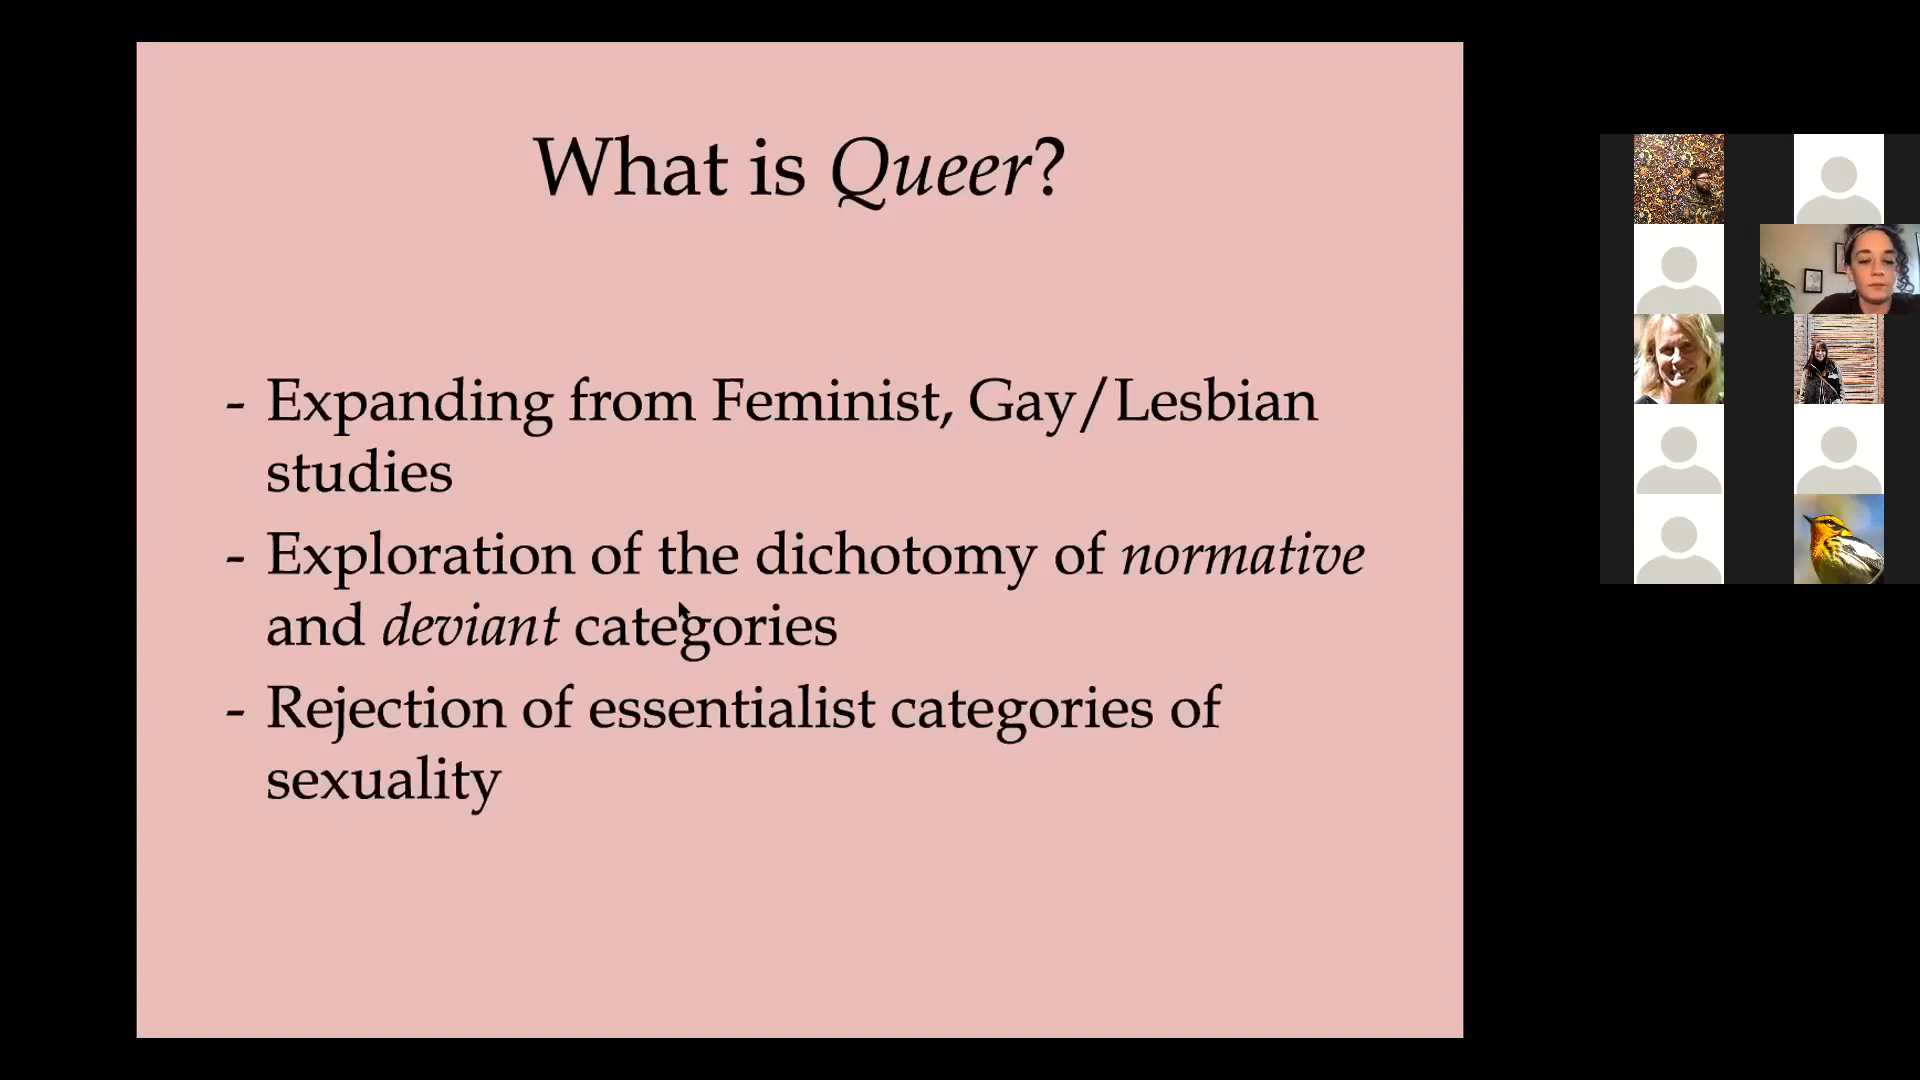 What is Queer?
- Expanding from Feminist, Gay/Lesbian
studies
- Exploration of the dichotomy of normative
and deviant categories
- Rejection of essentialist categories of
sexuality